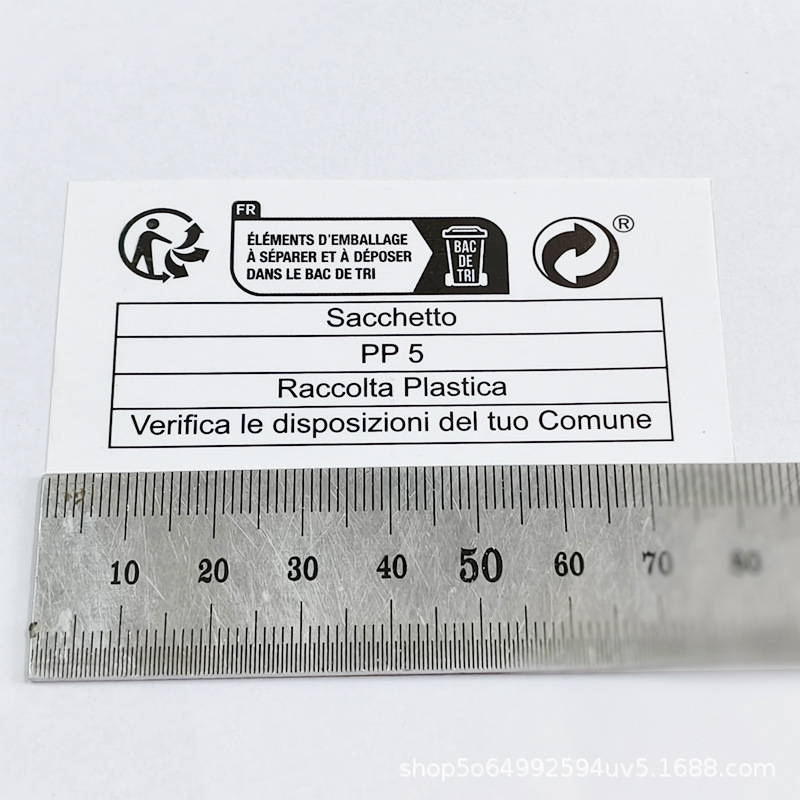 FR
ÉLÉMENTS D'EMBALLAGE
À SÉPARER ET À DÉPOSER
DANS LE BAC DE TRI
BAC
DE
TRI
®
Sacchetto
PP 5
Raccolta Plastica
Verifica le disposizioni del tuo Comune
10 20 30 40 50 60 70 80
shop5o64992594uv5.1688.com